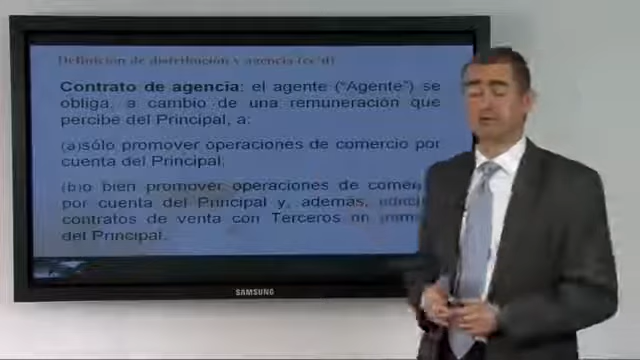 Definición de distribución y agencia (cs’d)
Contrato de agencia: el agente (“Agente”) se
obliga, a cambio de una remuneración que
percibe del Principal, a:
(a)sólo promover operaciones de comercio por
cuenta del Principal;
(b)o bien promover operaciones de
por cuenta del Principal y, además,
contratos de venta con Terceros
del Principal.
SAMSUNG